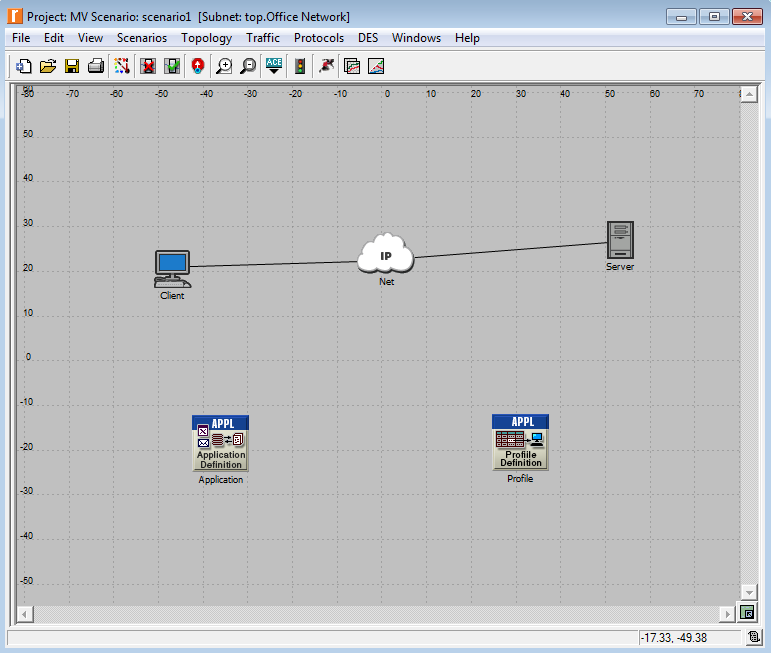 Project: MV Scenario: scenario1 [Subnet: top.Office Network]
File Edit View Scenarios Topology Traffic Protocols DES Windows Help
ACE
-80 -70 -60 -50 -40 -30 -20 -10 0 10 20 30 40 50 60 70
50
40
30
20
10
0
-10
-20
-30
-40
-50
IP
Client
Net
Server
APPL
Application
Definition
Application
APPL
Profile
Definition
Profile
-17.33, -49.38